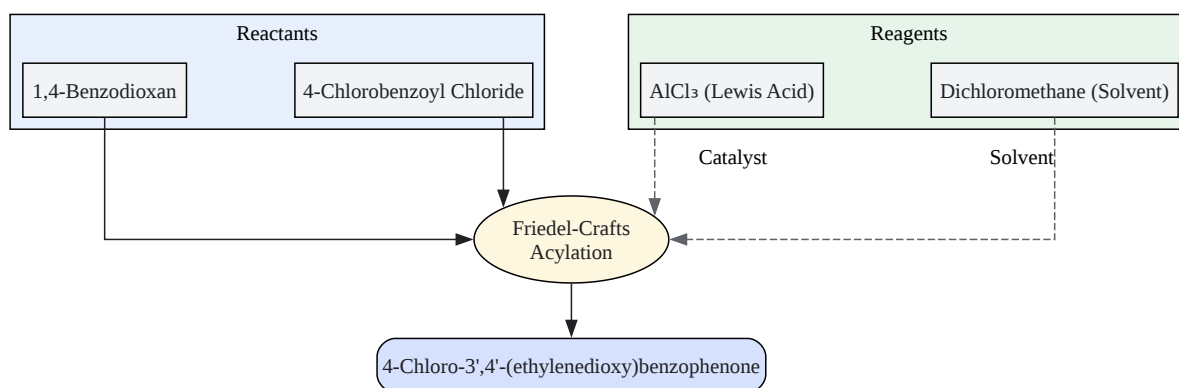 Reactants
Reagents
1,4-Benzodioxan
4-Chlorobenzoyl Chloride
AlCl₃ (Lewis Acid)
Dichloromethane (Solvent)
Catalyst
Solvent
Friedel-Crafts
Acylation
4-Chloro-3',4'-(ethylenedioxy)benzophenone